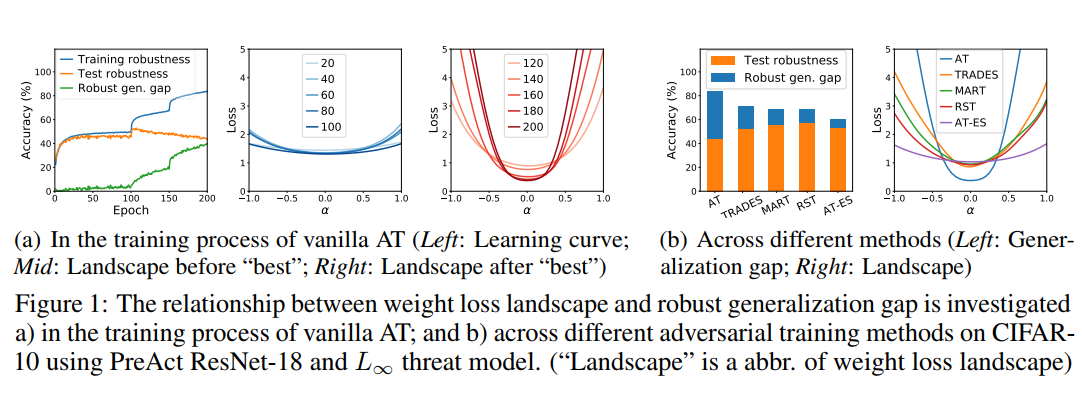 Training robustness
Test robustness
Robust gen. gap
Accuracy (%)
100
80
60
40
20
0
0 50 100 150 200
Epoch
5
4
3
2
1
0
Loss
20
40
60
80
100
−1.0 −0.5 0.0 0.5 1.0
α
5
4
3
2
1
0
Loss
120
140
160
180
200
−1.0 −0.5 0.0 0.5 1.0
α
Test robustness
Robust gen. gap
Accuracy (%)
100
80
60
40
20
0
AT TRADES MART RST AT-ES
5
4
3
2
1
0
Loss
AT
TRADES
MART
RST
AT-ES
−1.0 −0.5 0.0 0.5 1.0
α
(a) In the training process of vanilla AT (Left: Learning curve;
Mid: Landscape before “best”; Right: Landscape after “best”)
(b) Across different methods (Left: Gener-
alization gap; Right: Landscape)
Figure 1: The relationship between weight loss landscape and robust generalization gap is investigated
a) in the training process of vanilla AT; and b) across different adversarial training methods on CIFAR-
10 using PreAct ResNet-18 and L∞ threat model. (“Landscape” is a abbr. of weight loss landscape)